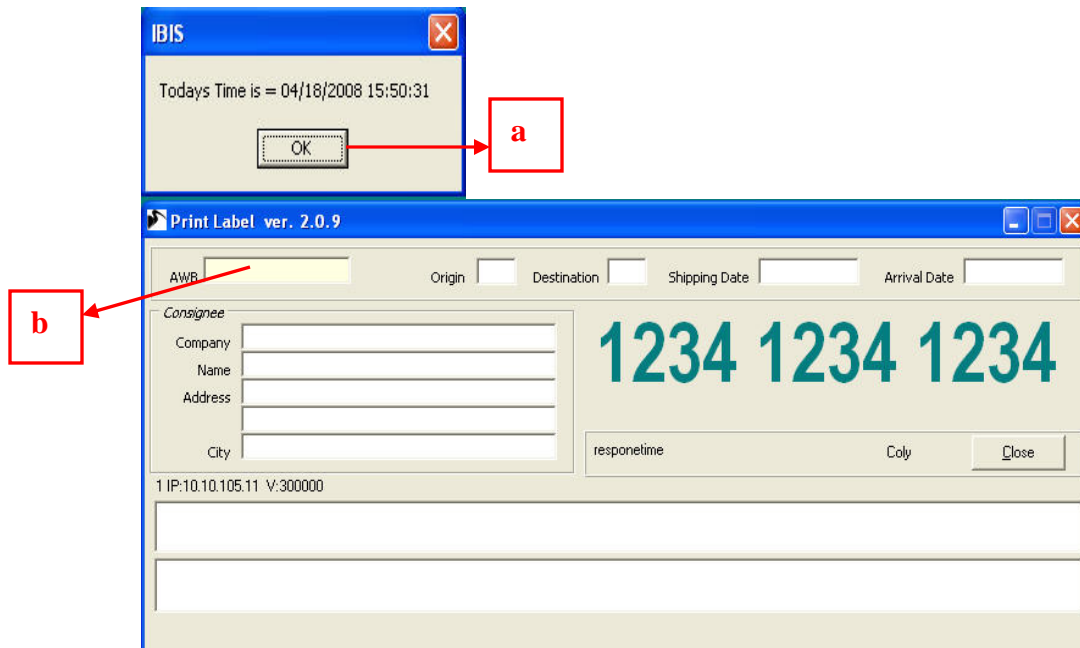 IBIS
Todays Time is = 04/18/2008 15:50:31
OK
a
Print Label ver. 2.0.9
AWB Origin Destination Shipping Date Arrival Date
b
Consignee
Company
Name
Address
City
1234 1234 1234
responetime Coly Close
1 IP:10.10.105.11 V:300000